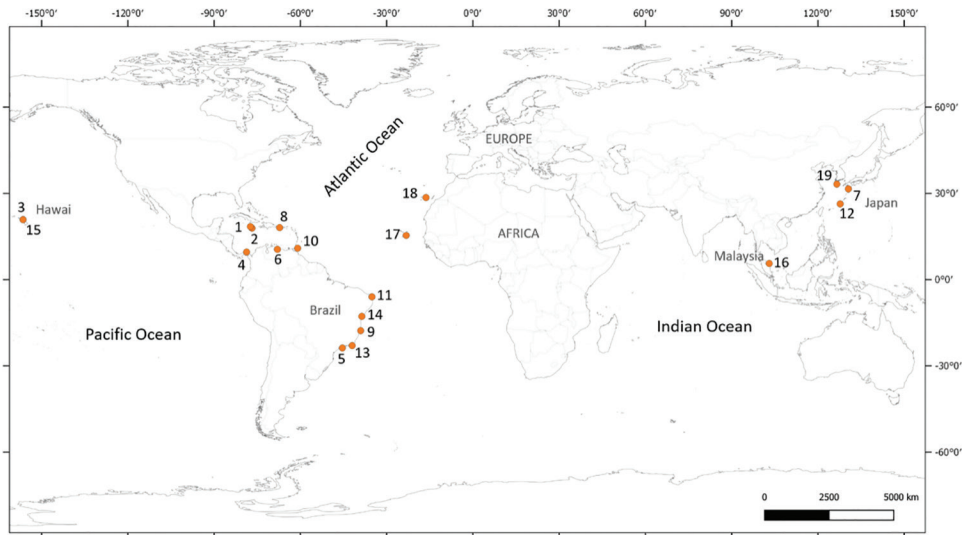 -150°0' -120°0' -90°0' -60°0' -30°0' 0°0' 30°0' 60°0' 90°0' 120°0' 150°0'
60°0'
Atlantic Ocean
EUROPE
30°0'
3 Hawai
15
18
19
7
12
Japan
8
1
2
10
17
AFRICA
4
6
Malaysia 16
0°0'
11
Brazil
14
9
Pacific Ocean
Indian Ocean
5
13
-30°0'
-60°0'
0 2500 5000 km